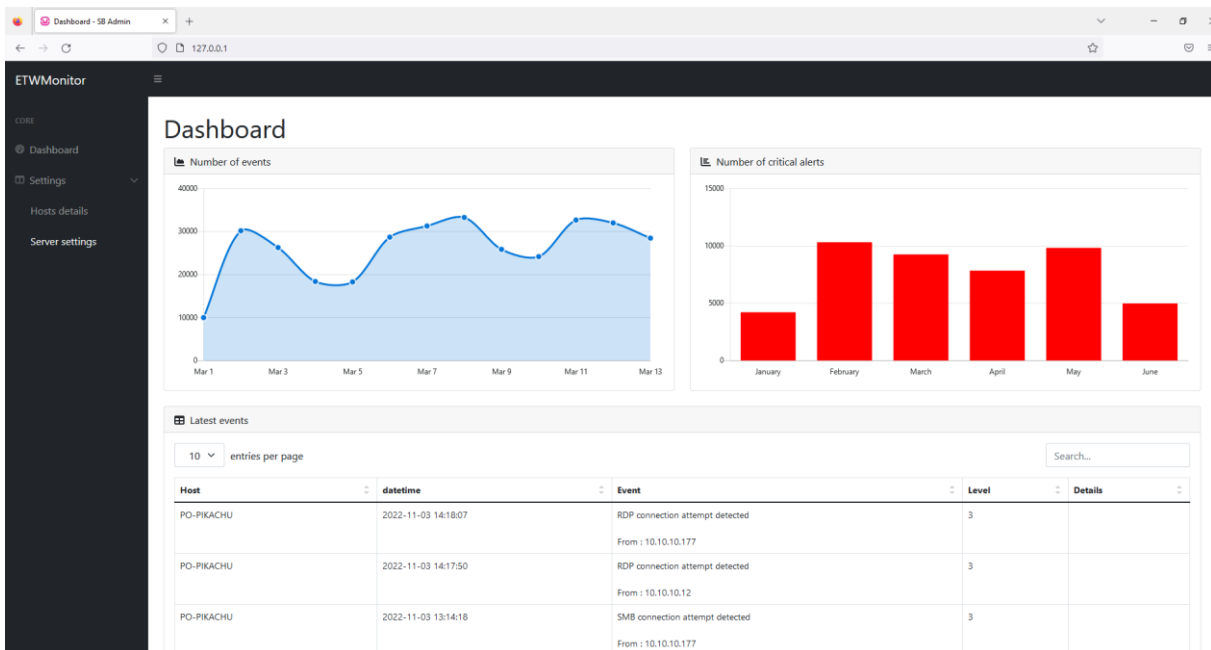 Dashboard - SB Admin
127.0.0.1
ETWMonitor
CORE
Dashboard
Settings
Hosts details
Server settings
Dashboard
Number of events
40000
30000
20000
10000
0
Mar 1 Mar 3 Mar 5 Mar 7 Mar 9 Mar 11 Mar 13
Number of critical alerts
15000
10000
5000
0
January February March April May June
Latest events
10 entries per page
Search...
Host datetime Event Level Details
PO-PIKACHU 2022-11-03 14:18:07 RDP connection attempt detected 3
From : 10.10.10.177
PO-PIKACHU 2022-11-03 14:17:50 RDP connection attempt detected 3
From : 10.10.10.12
PO-PIKACHU 2022-11-03 13:14:18 SMB connection attempt detected 3
From : 10.10.10.177